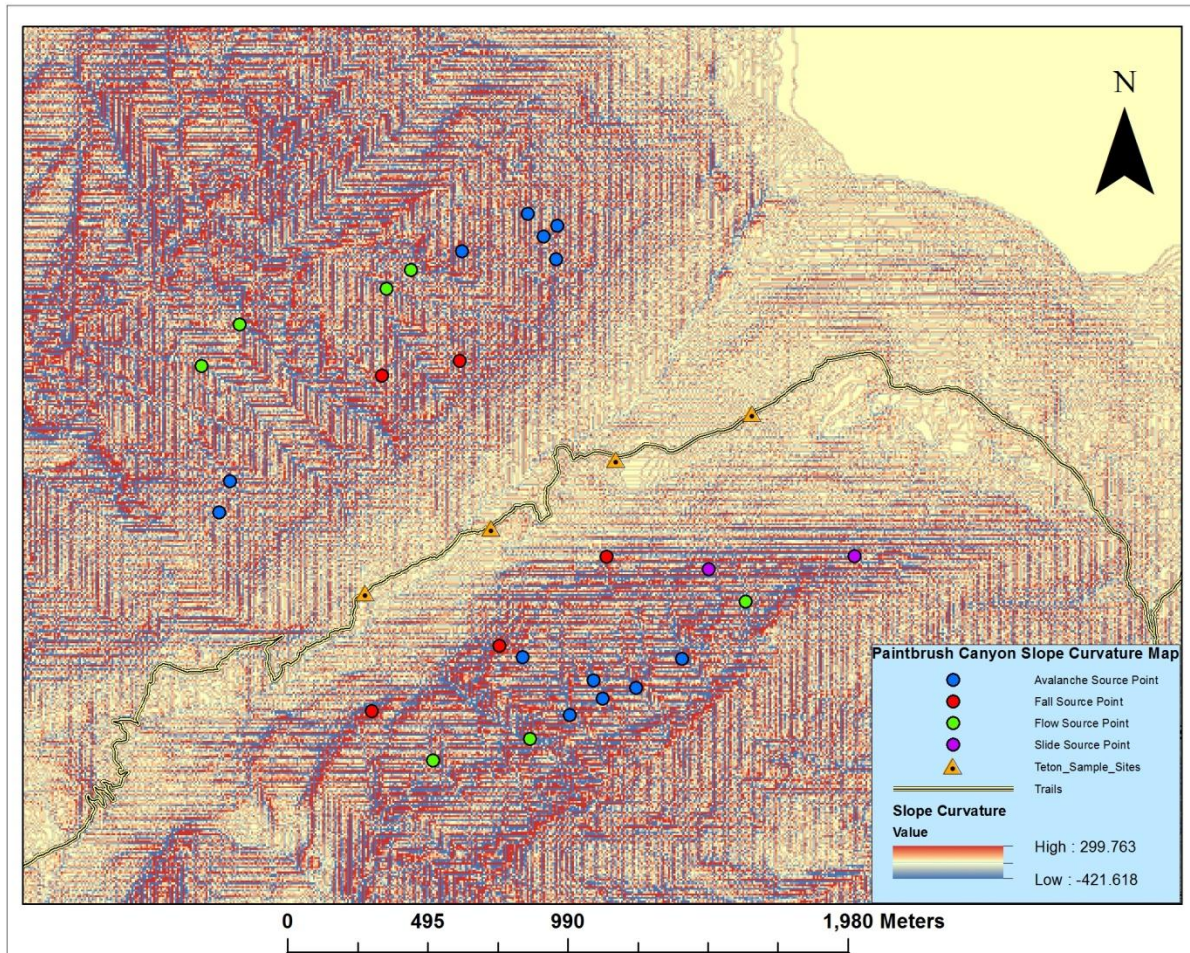 N
Paintbrush Canyon Slope Curvature Map
Avalanche Source Point
Fall Source Point
Flow Source Point
Slide Source Point
Teton_Sample_Sites
Trails
Slope Curvature
Value
High : 299.763
Low : -421.618
0 495 990 1,980 Meters